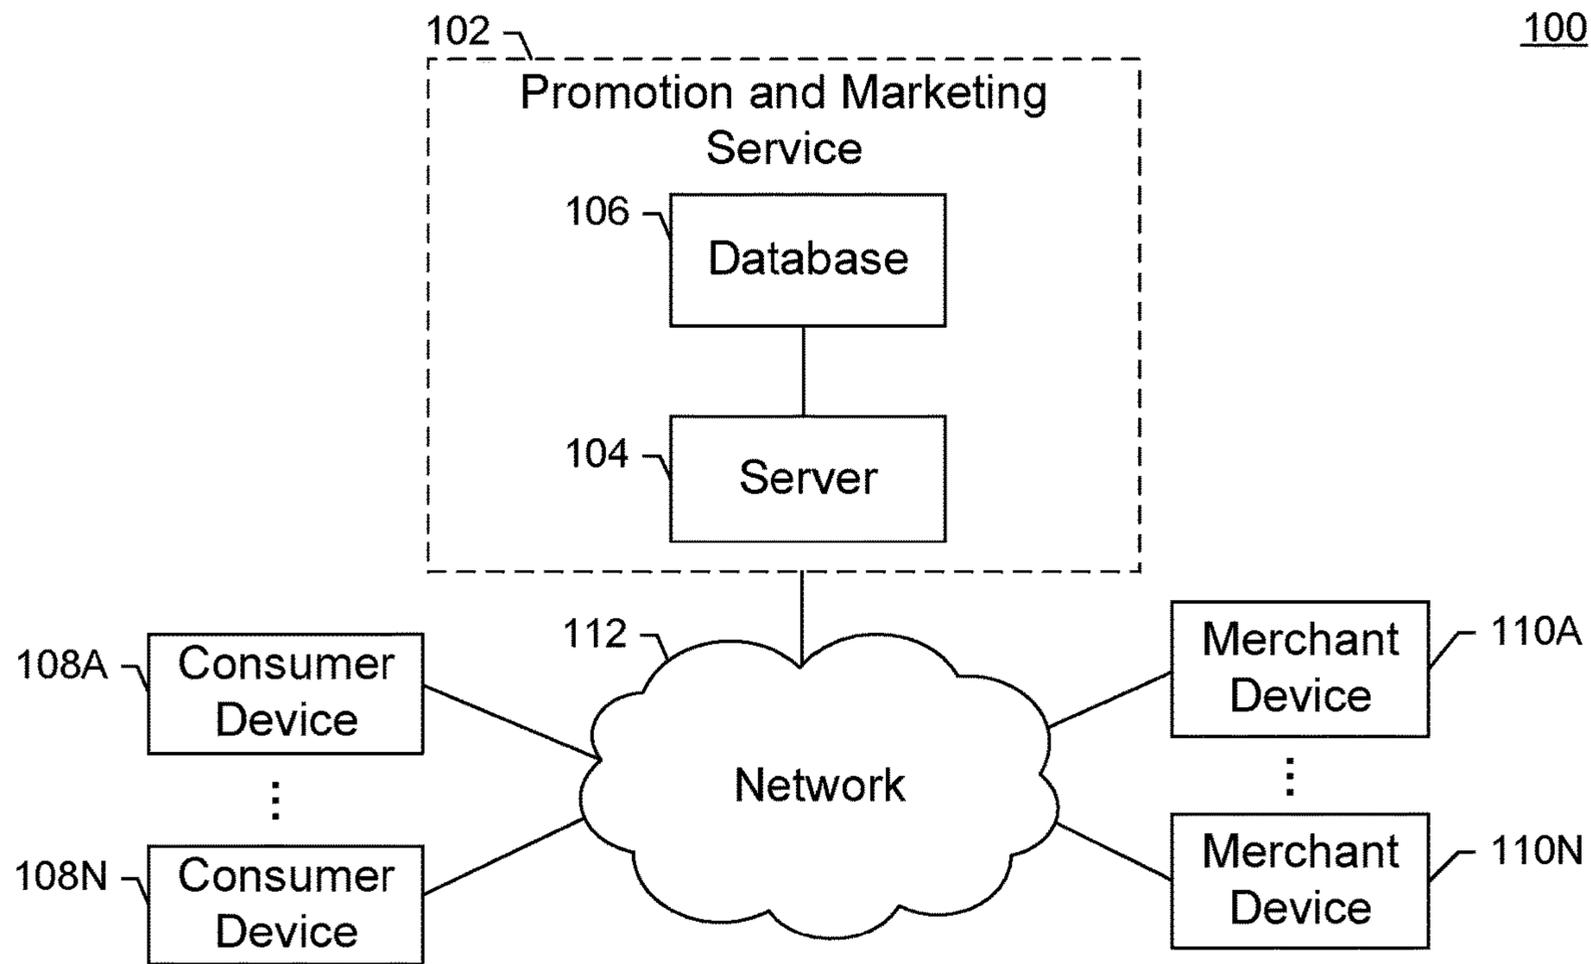 100
102
Promotion and Marketing
Service
106
Database
104
Server
112
108A
Consumer
Device
110A
Merchant
Device
Network
108N
Consumer
Device
110N
Merchant
Device